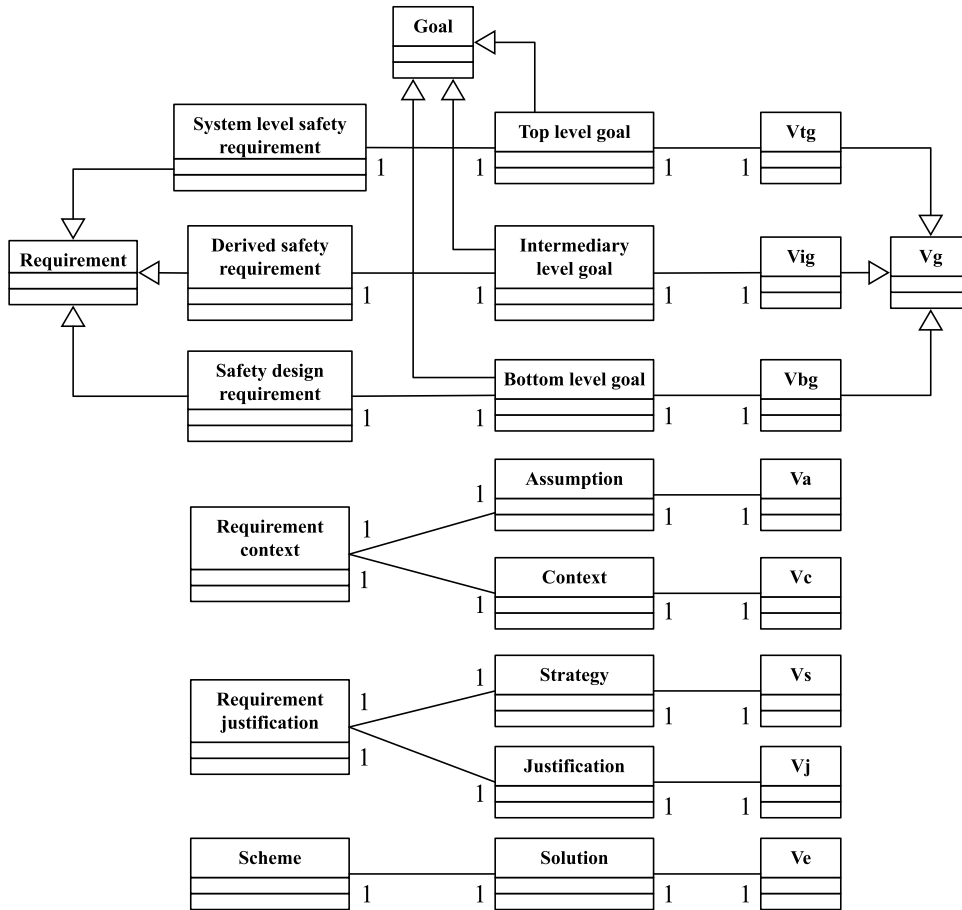 Goal
System level safety
requirement
Top level goal
Vtg
1
1
1
1
Requirement
Derived safety
requirement
Intermediary
level goal
Vig
Vg
1
1
1
1
Safety design
requirement
Bottom level goal
Vbg
1
1
1
1
Requirement
context
Assumption
Va
1
1
1
1
Context
Vc
1
1
1
1
Requirement
justification
Strategy
Vs
1
1
1
1
Justification
Vj
1
1
1
1
Scheme
Solution
Ve
1
1
1
1